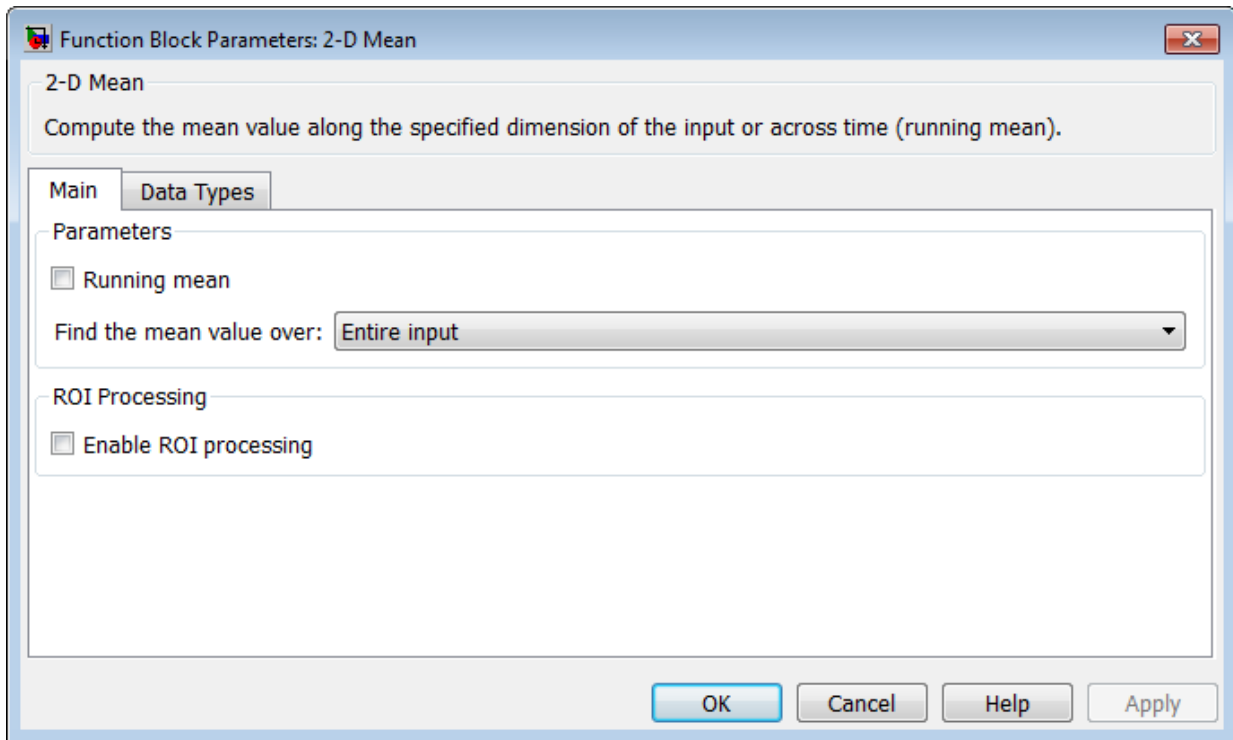 Function Block Parameters: 2-D Mean
2-D Mean
Compute the mean value along the specified dimension of the input or across time (running mean).
Main Data Types
Parameters
Running mean
Find the mean value over: Entire input
ROI Processing
Enable ROI processing
OK Cancel Help Apply